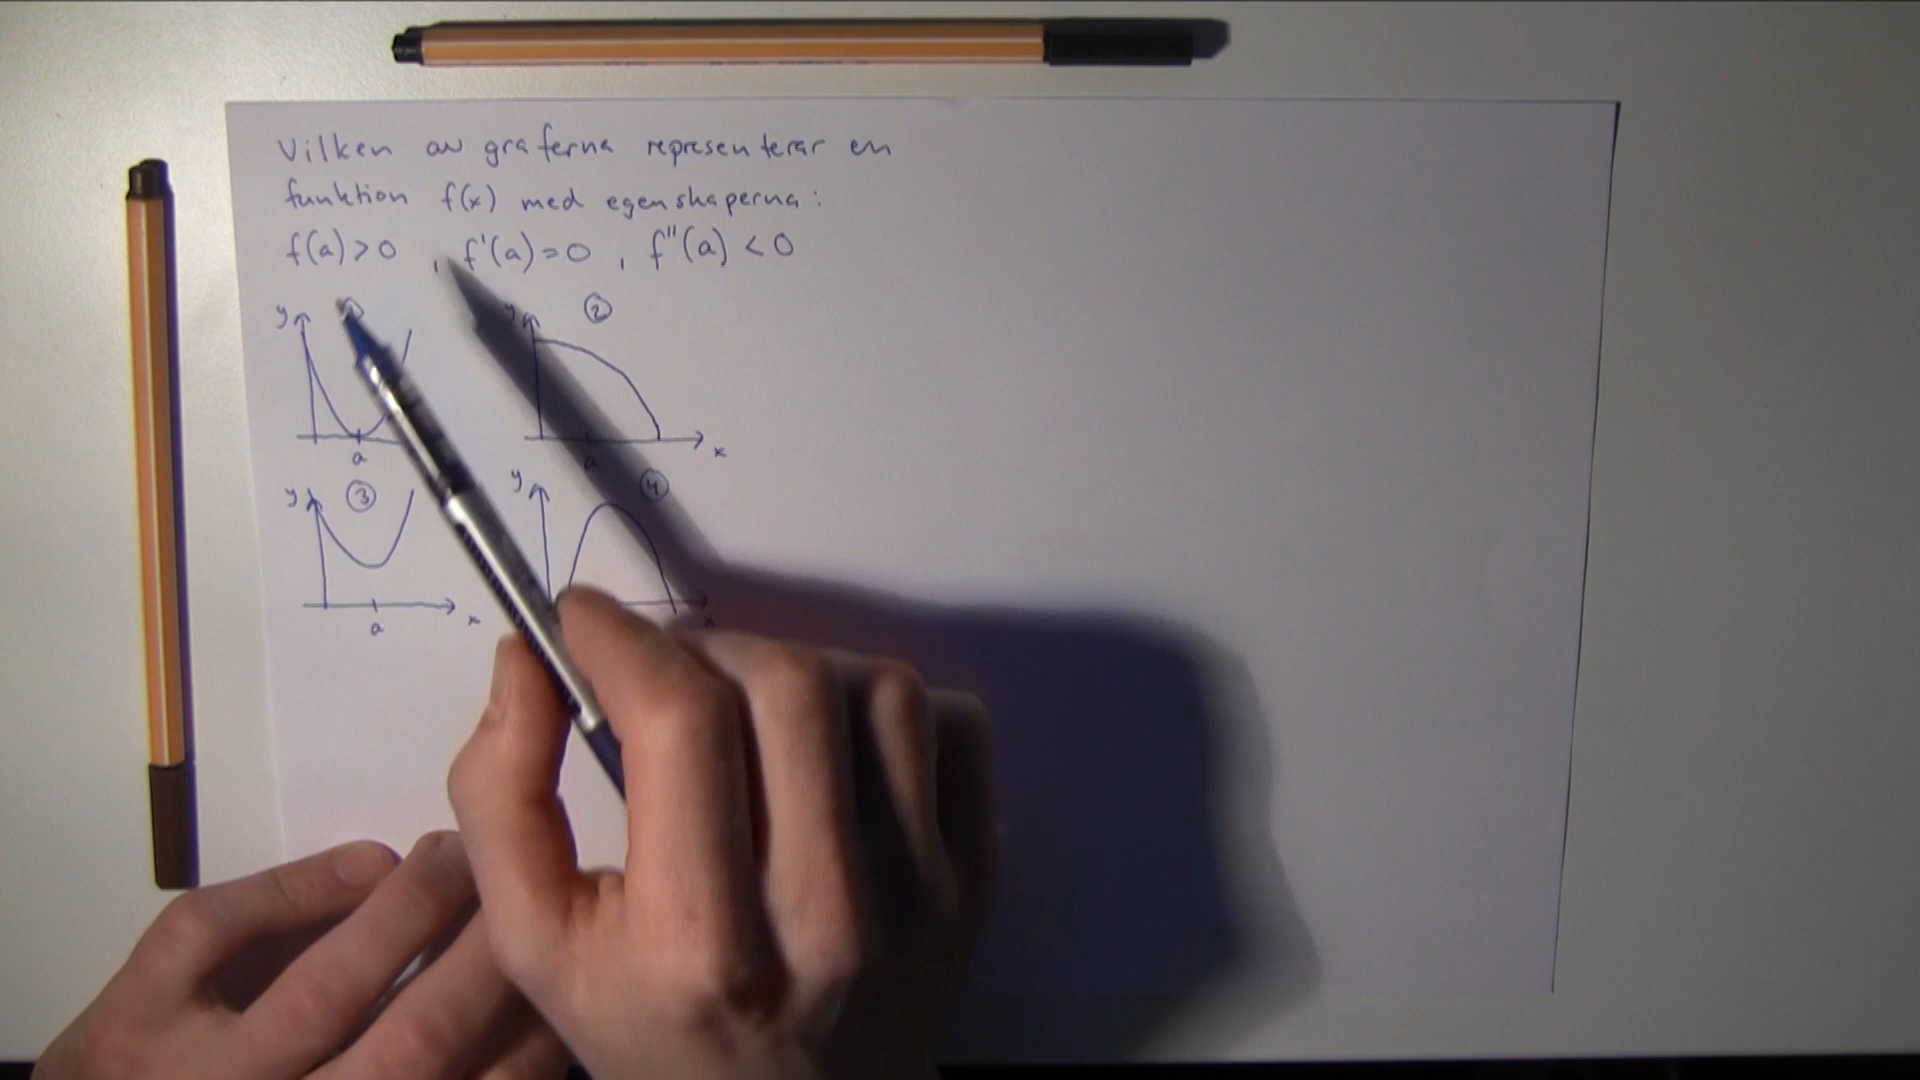 Vilken av graferna representerar en
funktion f(x) med egenskaperna:
f(a)>0 , f'(a)=0 , f''(a) <0
y
y ②
a
a x
y ③
y ④
a x
x